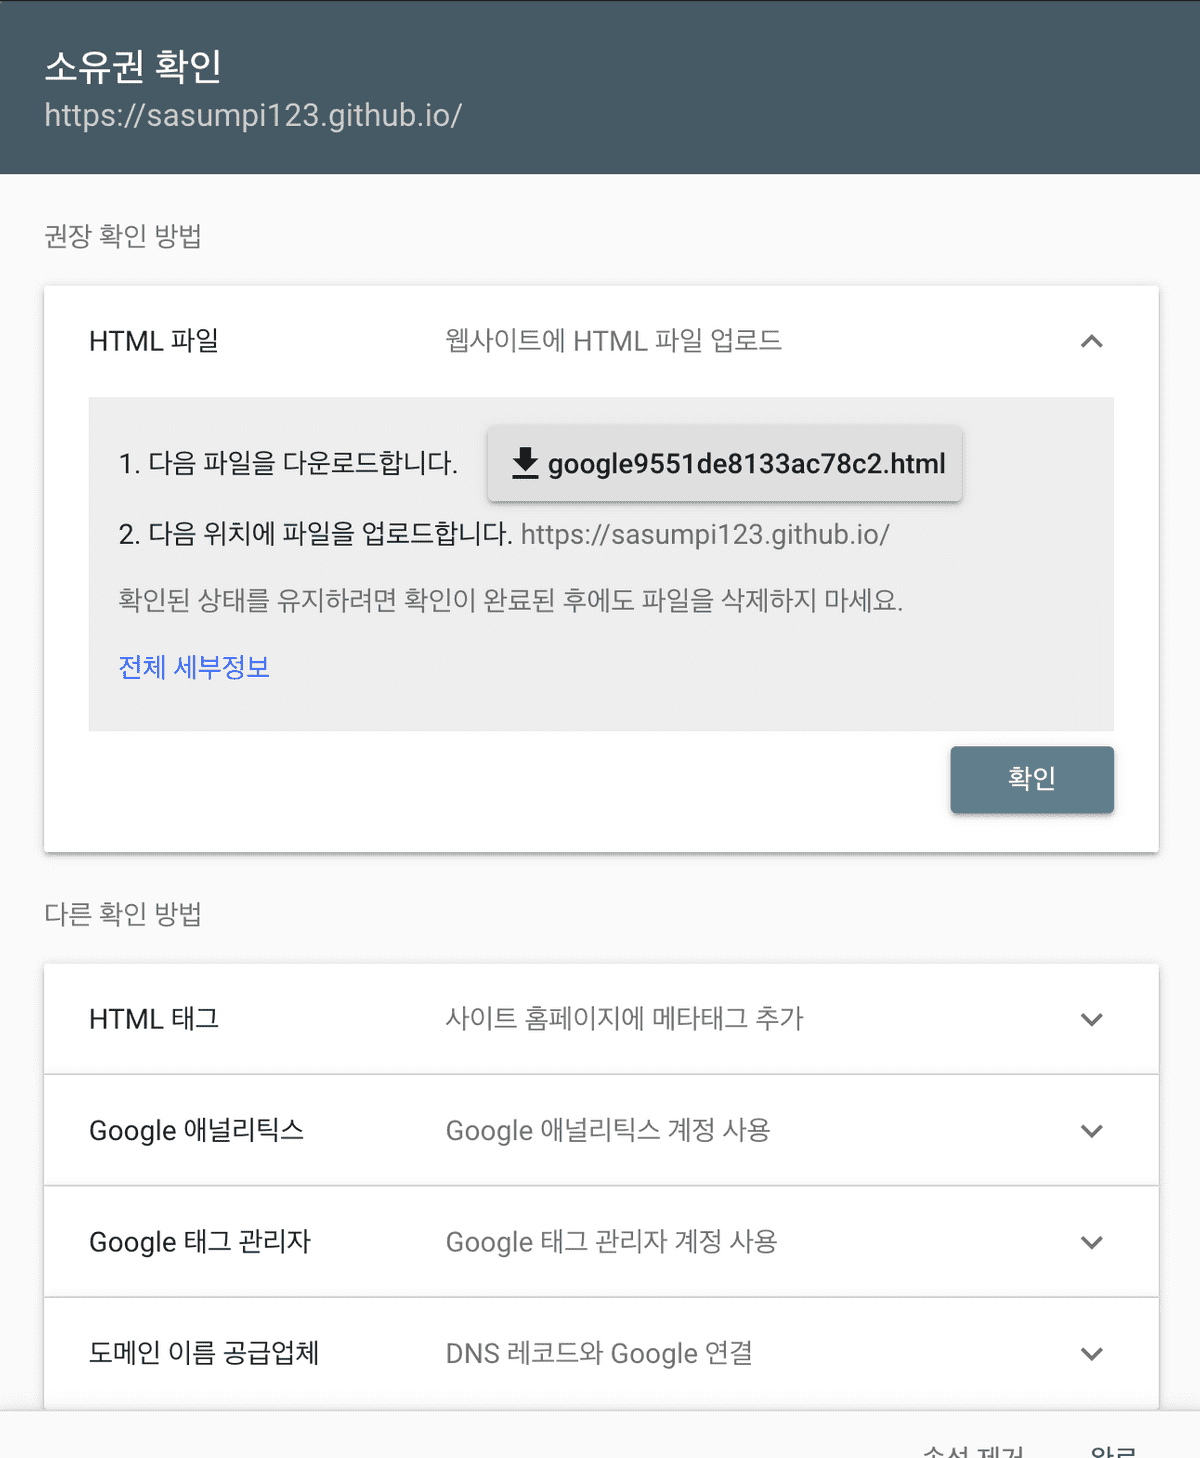 소유권 확인
https://sasumpi123.github.io/
권장 확인 방법
HTML 파일 웹사이트에 HTML 파일 업로드
1. 다음 파일을 다운로드합니다. google9551de8133ac78c2.html
2. 다음 위치에 파일을 업로드합니다. https://sasumpi123.github.io/
확인된 상태를 유지하려면 확인이 완료된 후에도 파일을 삭제하지 마세요.
전체 세부정보
확인
다른 확인 방법
HTML 태그 사이트 홈페이지에 메타태그 추가
Google 애널리틱스 Google 애널리틱스 계정 사용
Google 태그 관리자 Google 태그 관리자 계정 사용
도메인 이름 공급업체 DNS 레코드와 Google 연결
속성 제거 완료